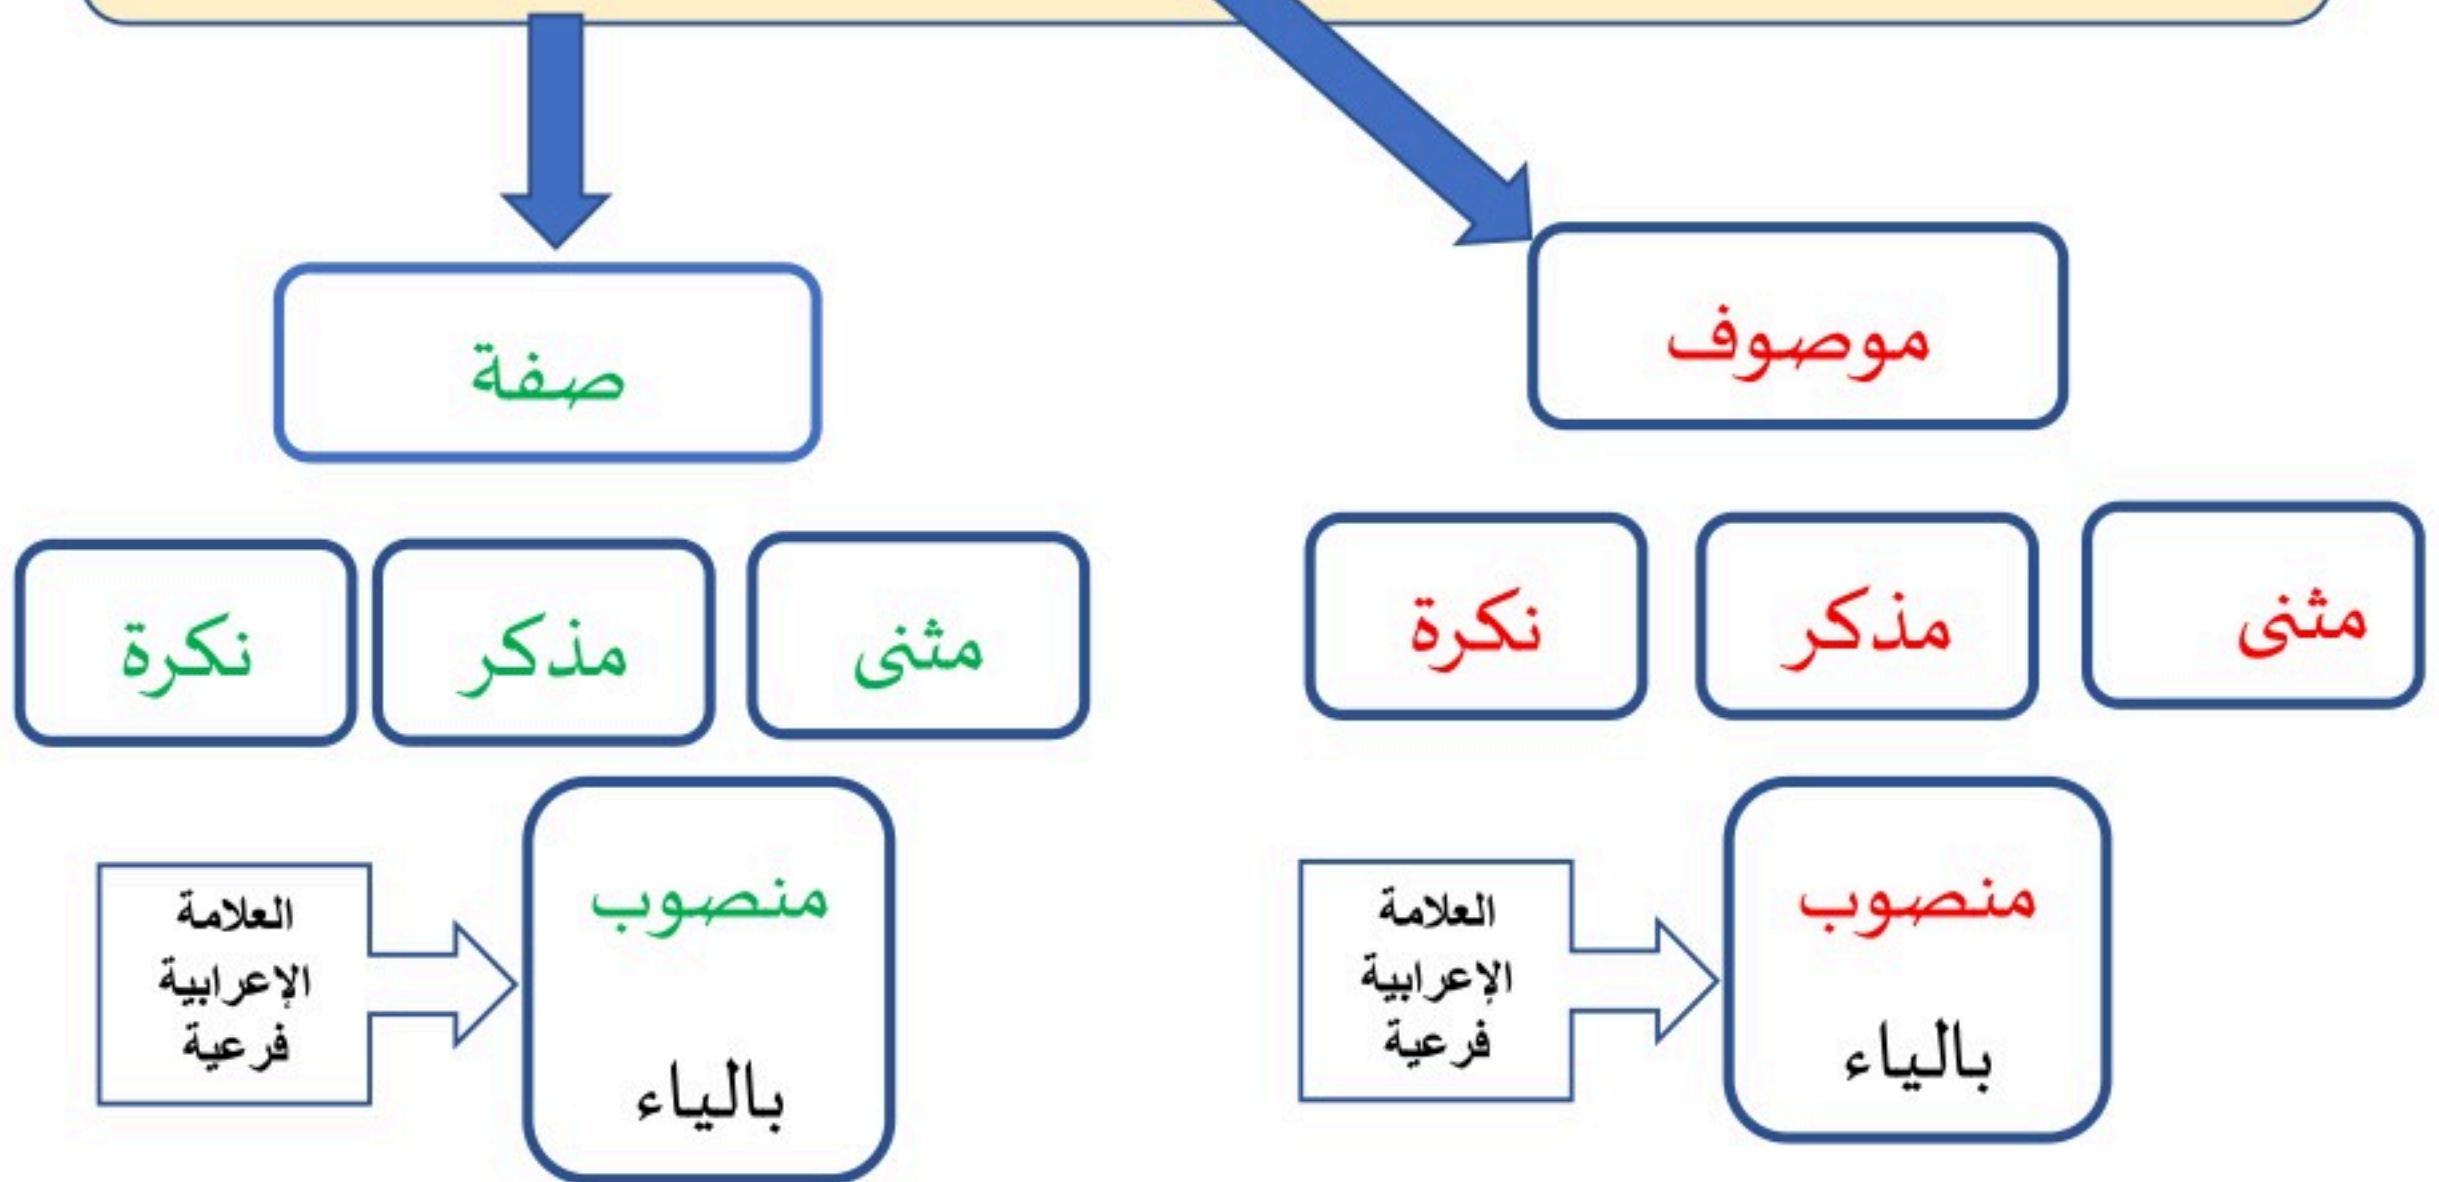 موصوف
صفة
مثنى
مذكر
نكرة
مثنى
مذكر
نكرة
منصوب
بالياء
العلامة
الإعرابية
فرعية
منصوب
بالياء
العلامة
الإعرابية
فرعية